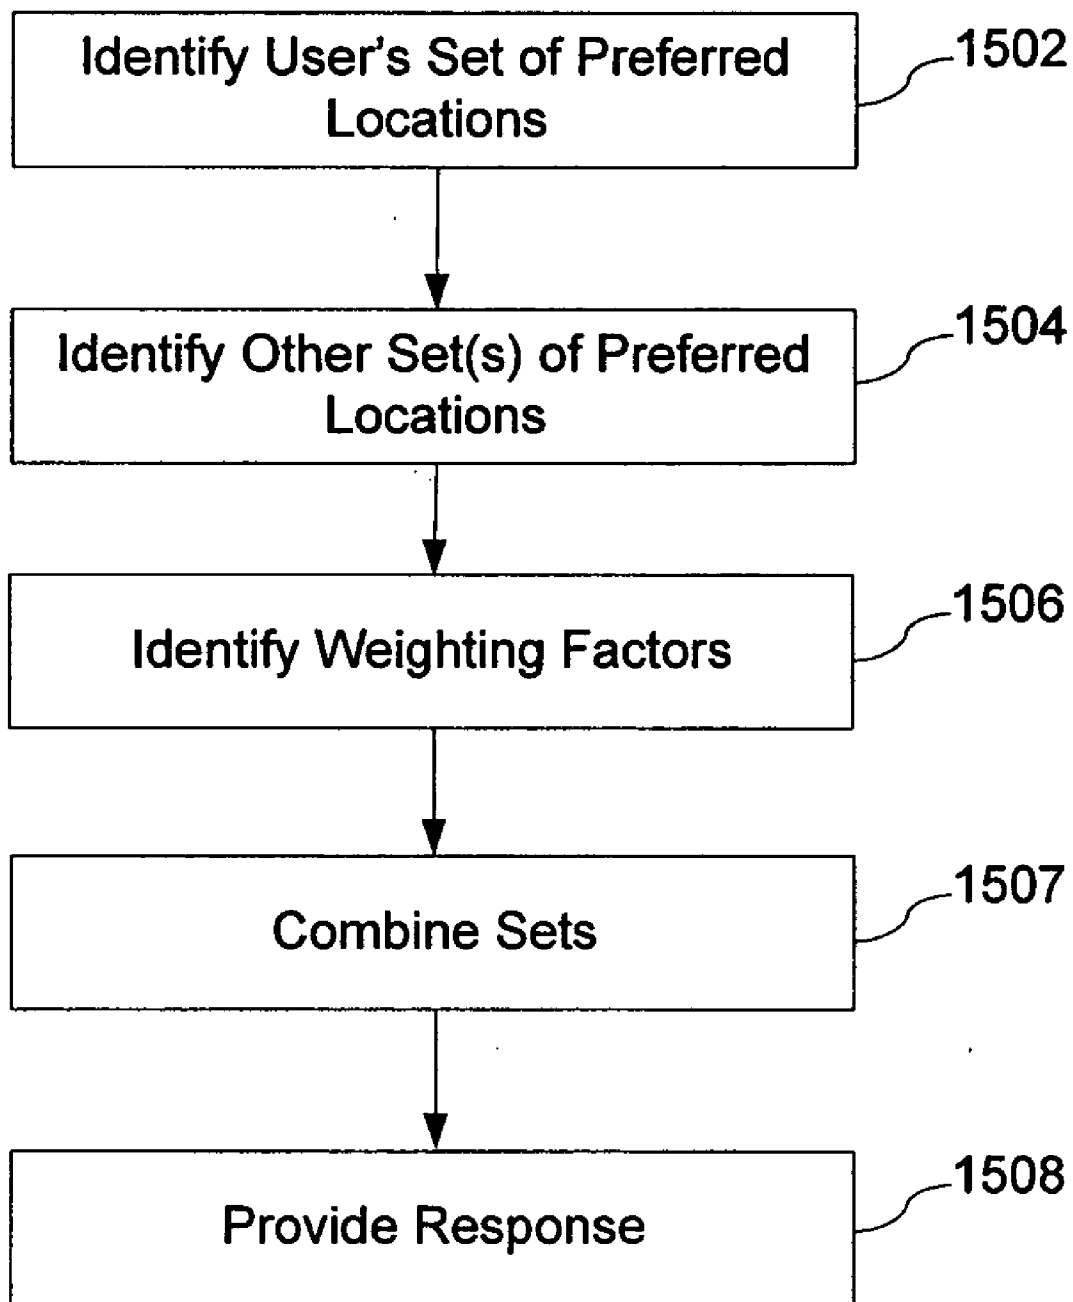 Identify User's Set of Preferred
Locations
1502
Identify Other Set(s) of Preferred
Locations
1504
Identify Weighting Factors
1506
Combine Sets
1507
Provide Response
1508